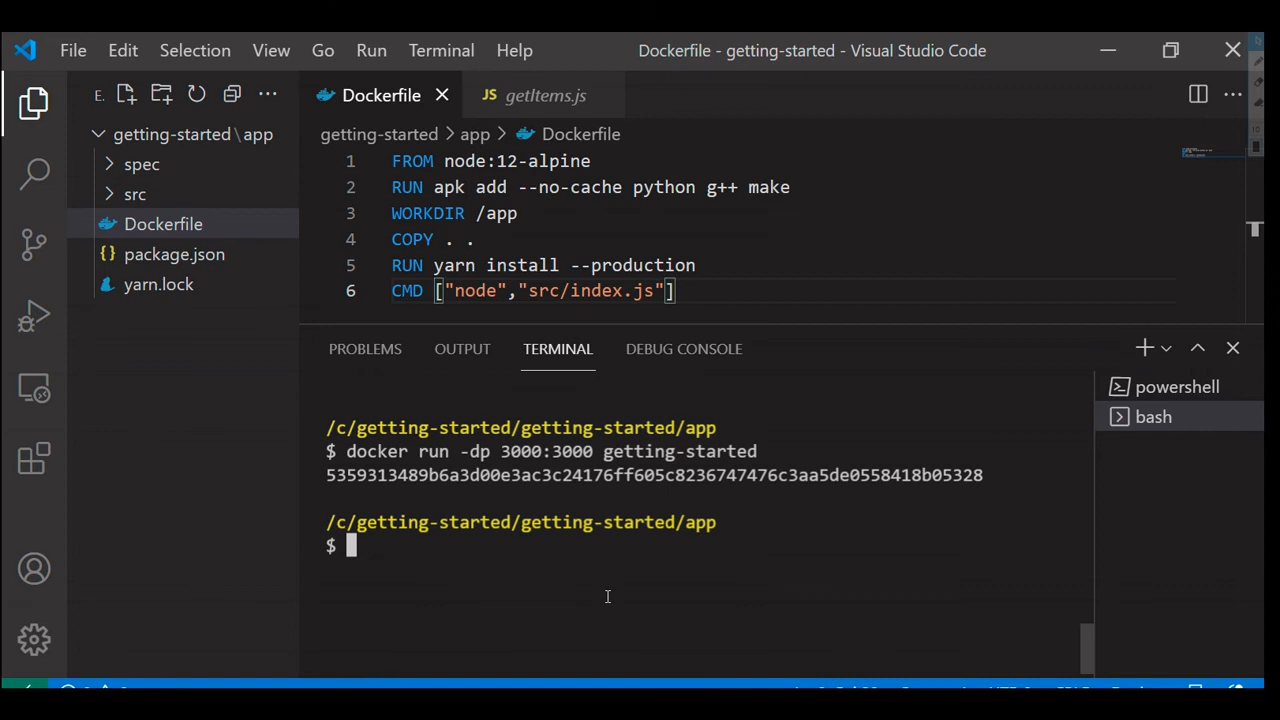 File Edit Selection View Go Run Terminal Help Dockerfile - getting-started - Visual Studio Code
E.
Dockerfile JS getItems.js
getting-started\app
getting-started > app > Dockerfile
spec
src
Dockerfile
{} package.json
yarn.lock
1 FROM node:12-alpine
2 RUN apk add --no-cache python g++ make
3 WORKDIR /app
4 COPY . .
5 RUN yarn install --production
6 CMD ["node","src/index.js"]
PROBLEMS OUTPUT TERMINAL DEBUG CONSOLE
powershell
bash
/c/getting-started/getting-started/app
$ docker run -dp 3000:3000 getting-started
5359313489b6a3d00e3ac3c24176ff605c8236747476c3aa5de0558418b05328
/c/getting-started/getting-started/app
$